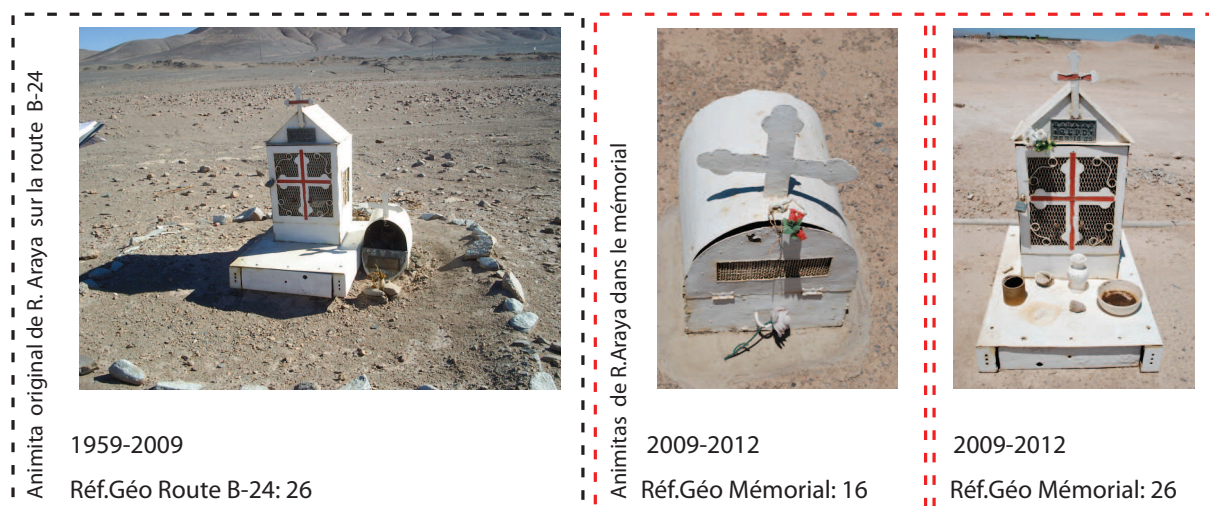 Animita original de R. Araya sur la route B-24
1959-2009
Réf.Géo Route B-24: 26
Animitas de R.Araya dans le mémorial
2009-2012
Réf.Géo Mémorial: 16
2009-2012
Réf.Géo Mémorial: 26